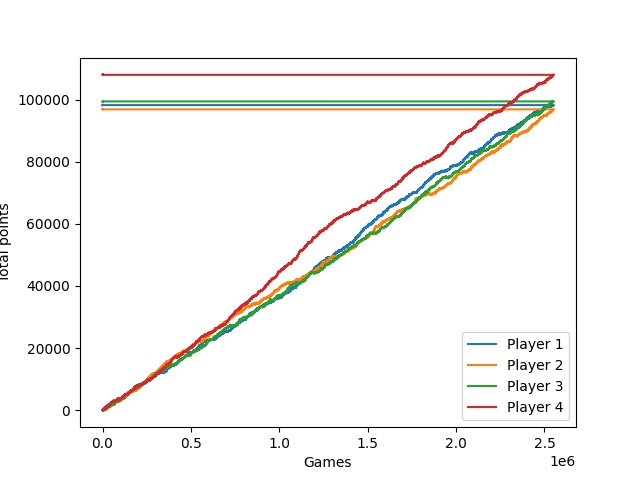 100000
80000
60000
40000
20000
0
Total points
0.0 0.5 1.0 1.5 2.0 2.5
1e6
Games
Player 1
Player 2
Player 3
Player 4